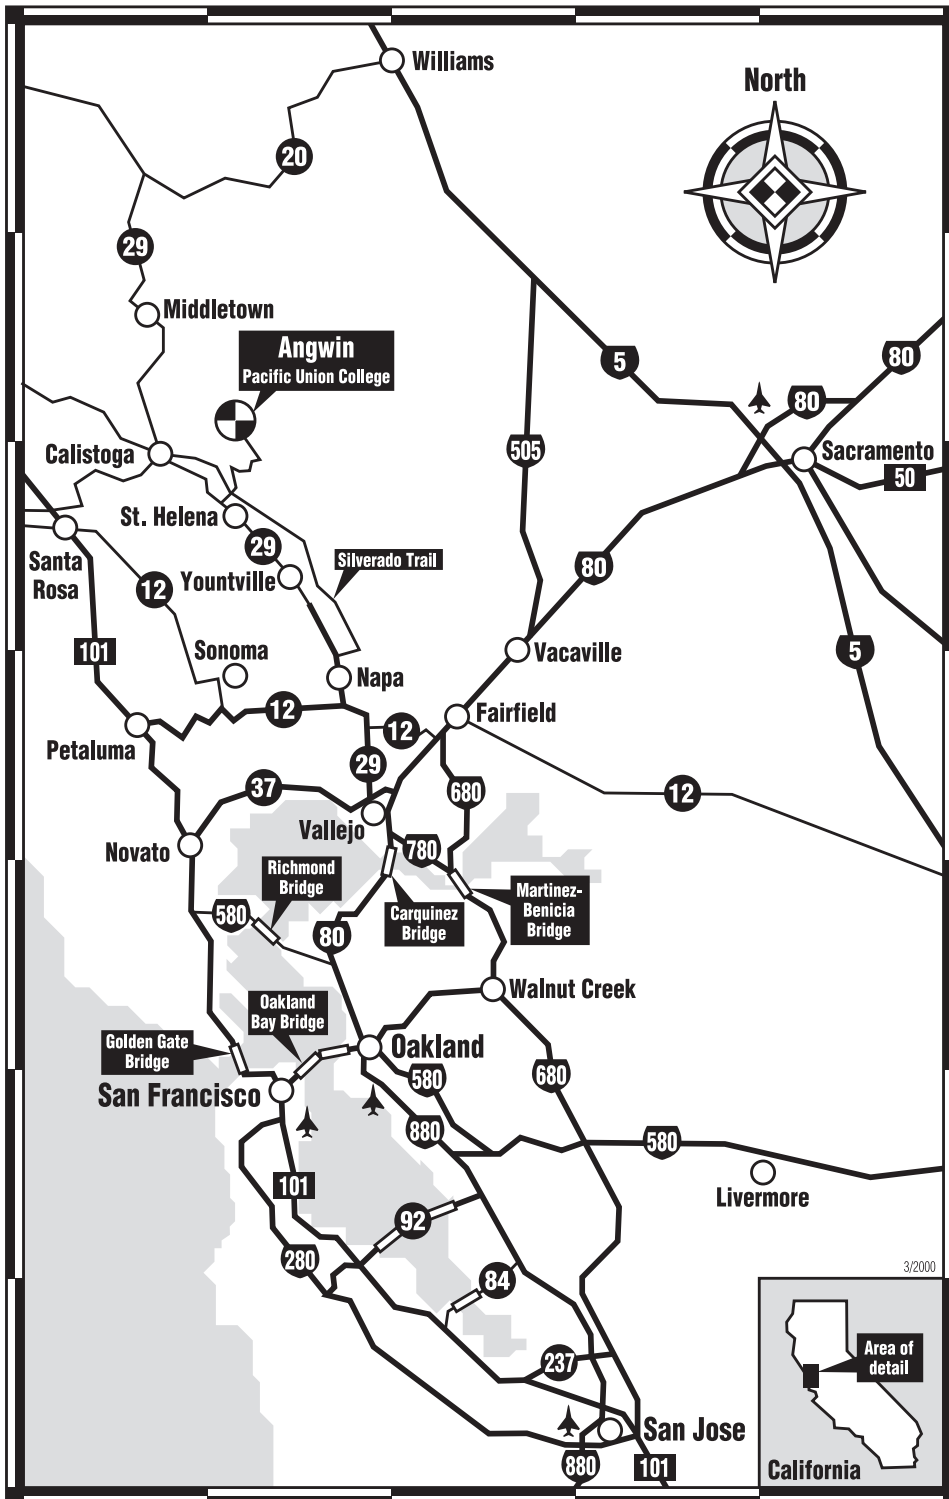 Williams
North
20
29
Middletown
Angwin
Pacific Union College
5
80
80
Calistoga
505
Sacramento
50
St. Helena
29
Silverado Trail
Santa
Rosa
Yountville
12
80
101
Sonoma
Napa
Vacaville
5
12
Fairfield
Petaluma
12
29
37
680
12
Vallejo
Novato
780
Richmond
Bridge
Martinez-
Benicia
Bridge
580
Carquinez
Bridge
80
Walnut Creek
Oakland
Bay Bridge
Golden Gate
Bridge
Oakland
580
680
San Francisco
880
580
101
Livermore
92
280
84
3/2000
237
Area of
detail
San Jose
880
101
California